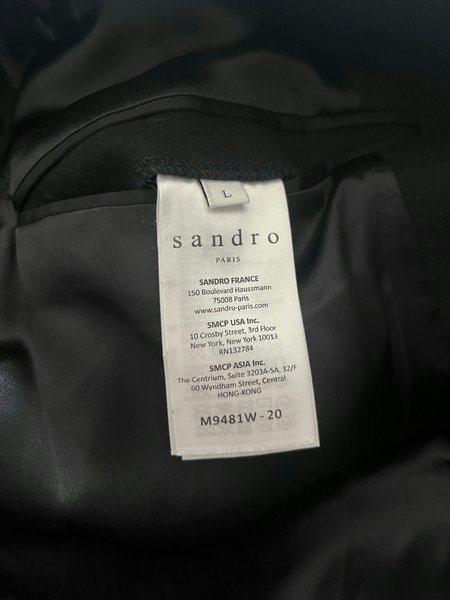 L
sandro
PARIS
SANDRO FRANCE
150 Boulevard Haussmann
75008 Paris
www.sandro-paris.com
SMCP USA Inc.
10 Crosby Street, 3rd Floor
New York, New York 10013
RN132784
SMCP ASIA Inc.
The Centrium, Suite 3203A-5A, 32/F
60 Wyndham Street, Central
HONG-KONG
M9481W - 20